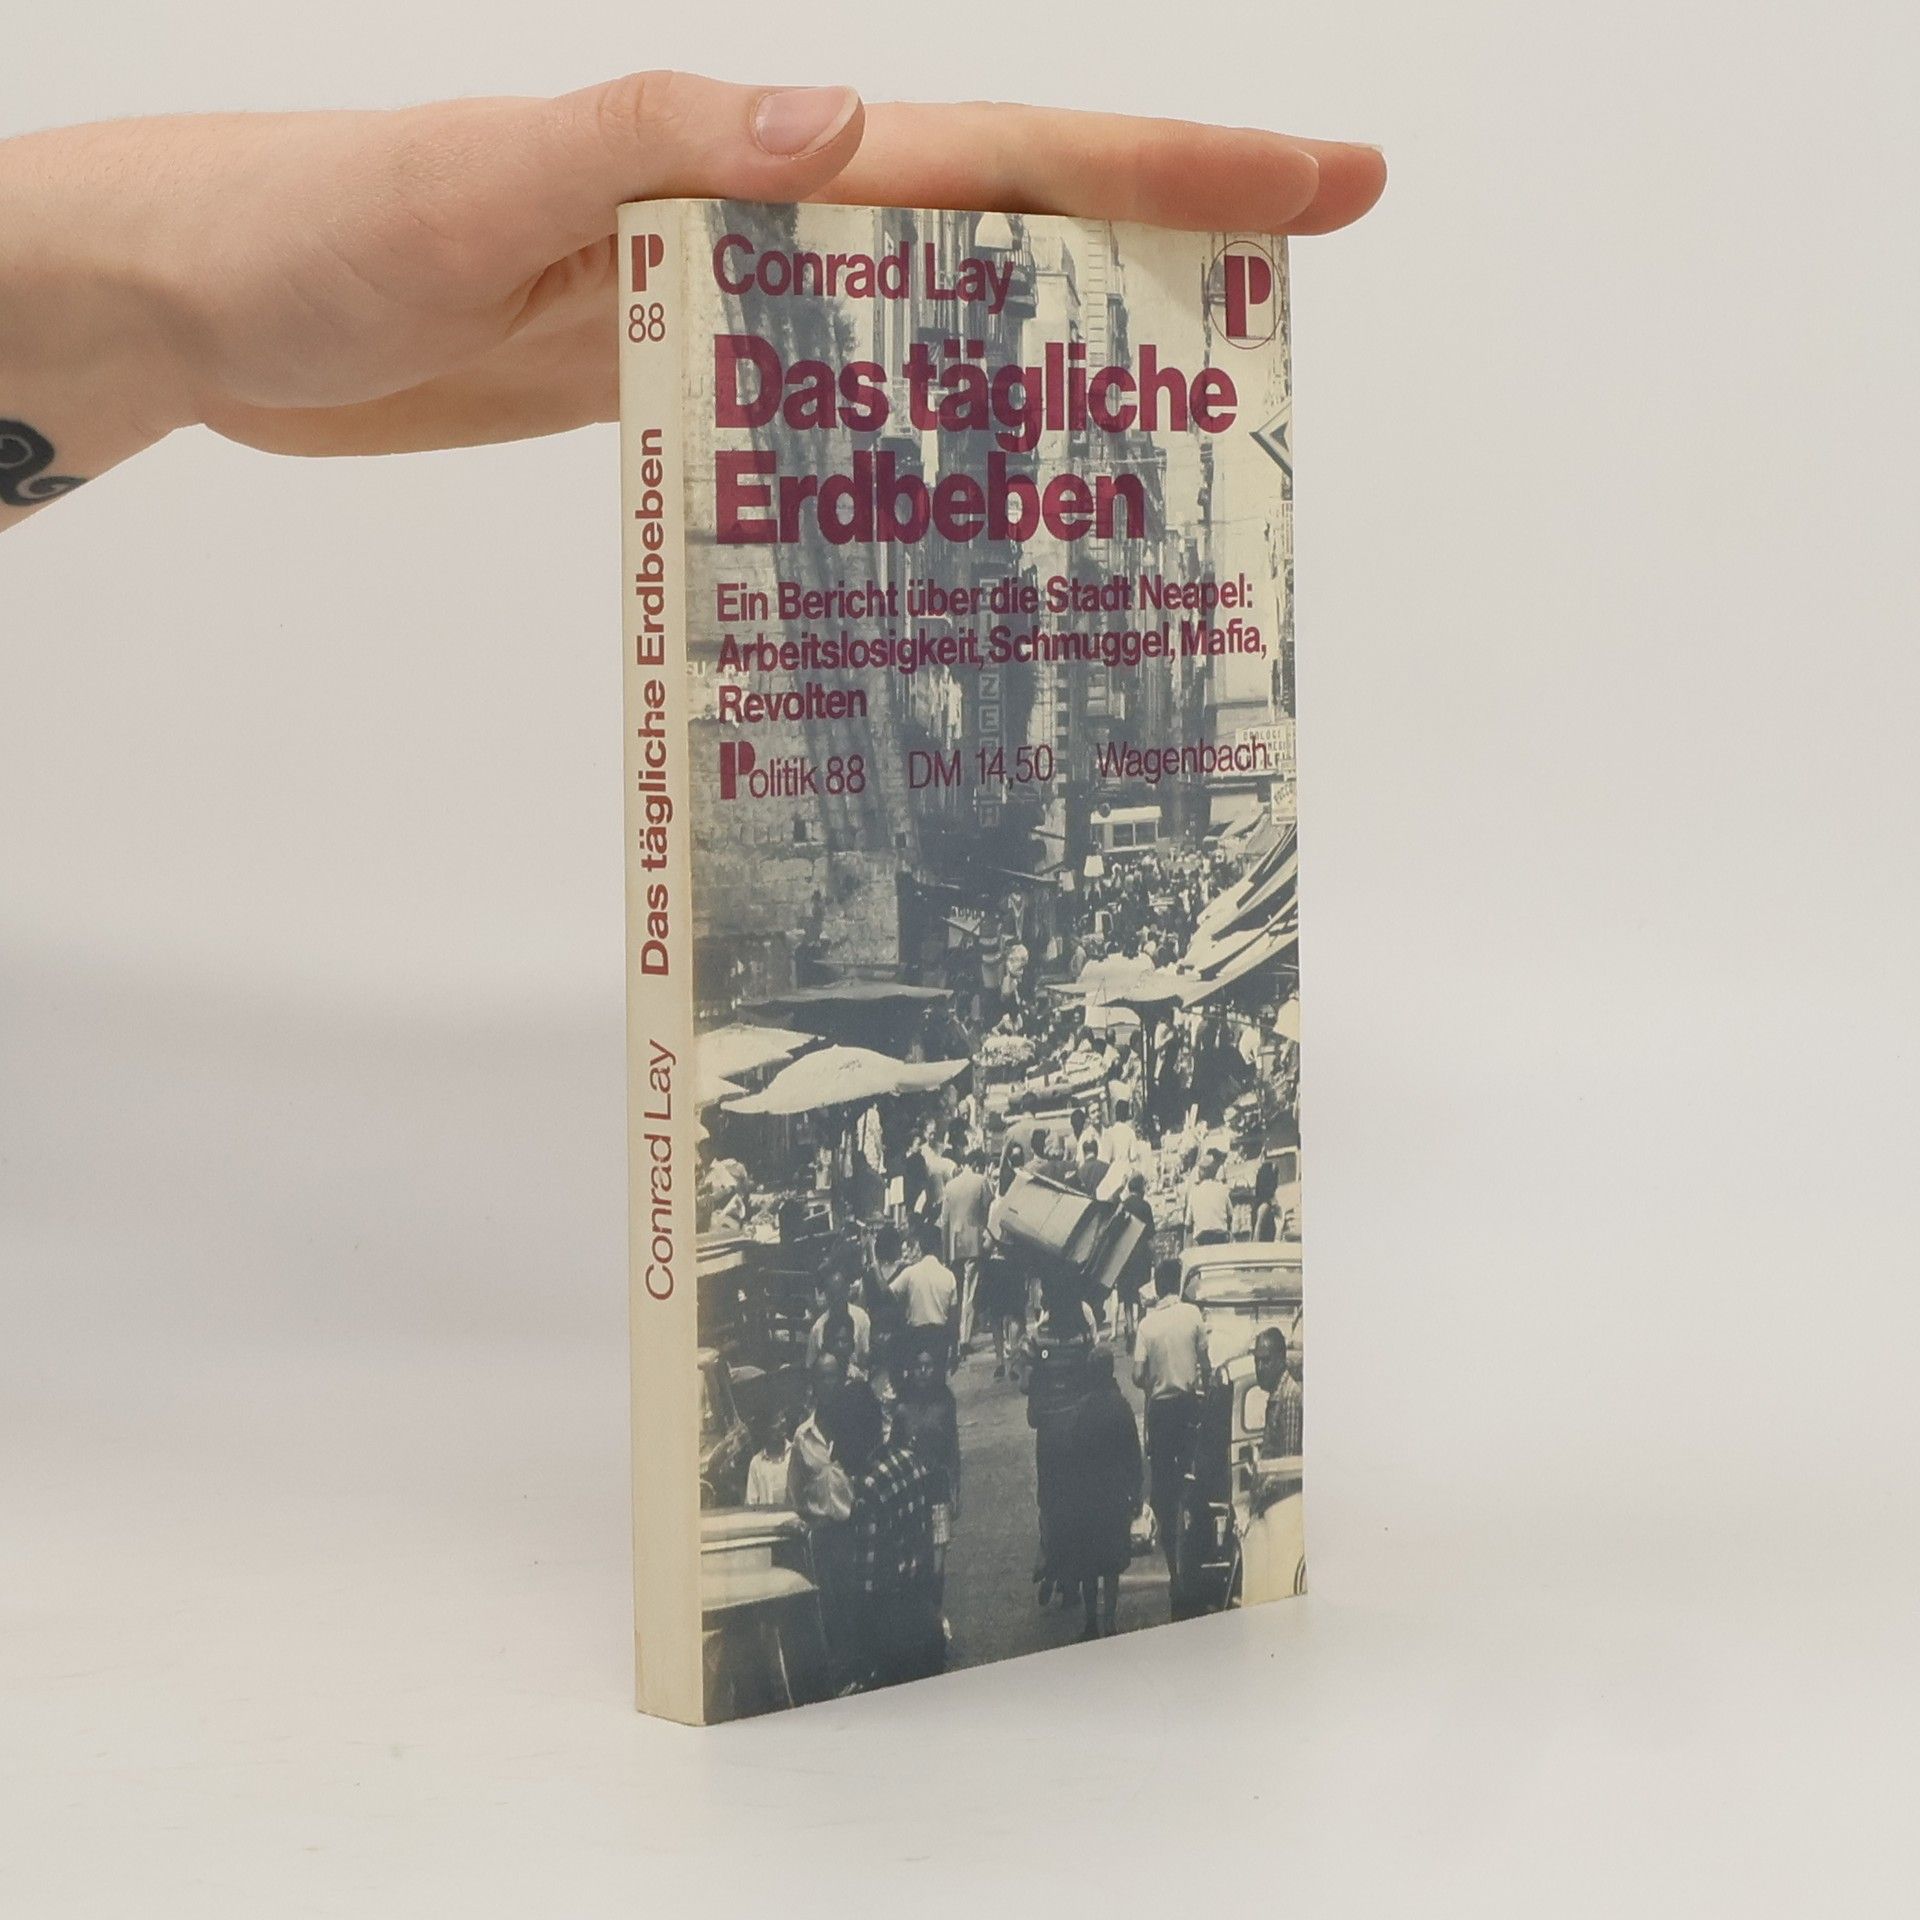 P
88
Conrad Lay Das tägliche Erdbeben
Conrad Lay
P
Das tägliche
Erdbeben
Ein Bericht über die Stadt Neapel:
Arbeitslosigkeit, Schmuggel, Mafia,
Revolten
Politik 88 DM 14,50 Wagenbach